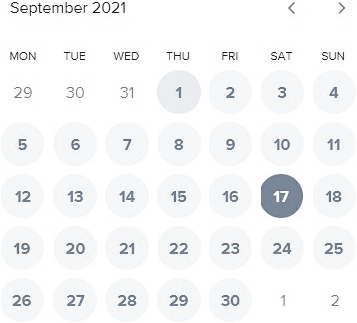 September 2021
MON TUE WED THU FRI SAT SUN
29 30 31 1 2 3 4
5 6 7 8 9 10 11
12 13 14 15 16 17 18
19 20 21 22 23 24 25
26 27 28 29 30 1 2